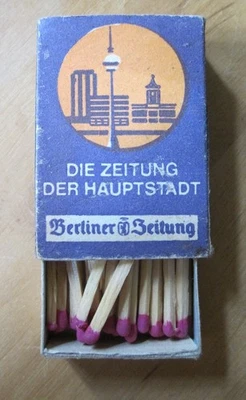 DIE ZEITUNG
DER HAUPTSTADT
Berliner Zeitung